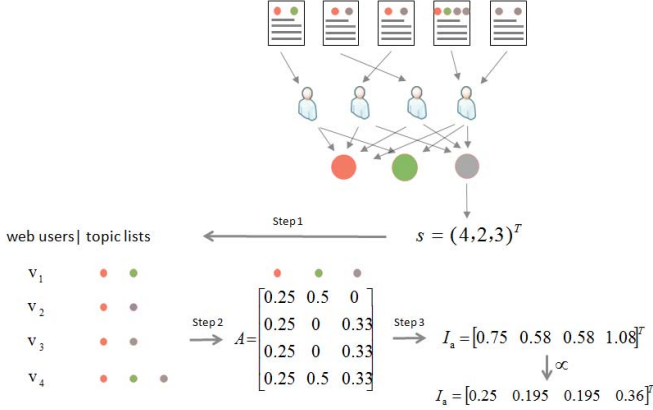 s = (4,2,3)^T
Step1
web users| topic lists
v₁
v₂
v₃
v₄
Step 2
A=
0.25 0.5 0
0.25 0 0.33
0.25 0 0.33
0.25 0.5 0.33
Step 3
Iₐ = [0.75 0.58 0.58 1.08]^T
∝
Iₐ = [0.25 0.195 0.195 0.36]^T